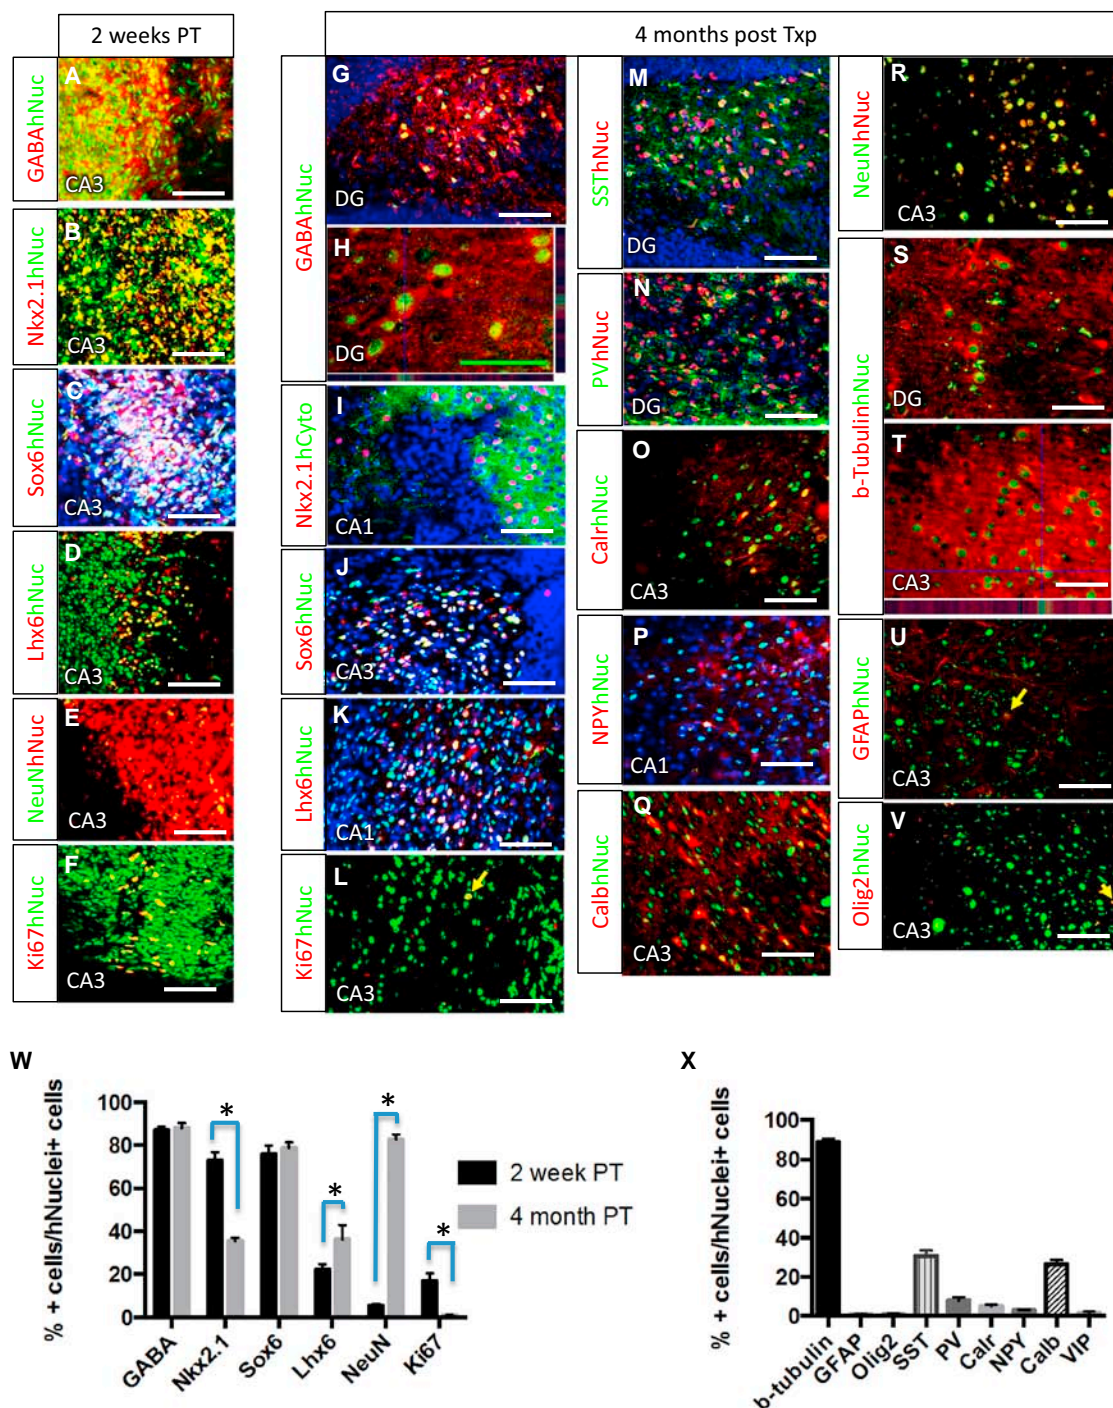 2 weeks PT
4 months post Txp
GABAhNuc
A
CA3
Nkx2.1hNuc
B
CA3
Sox6hNuc
C
CA3
Lhx6hNuc
D
CA3
NeuNhNuc
E
CA3
Ki67hNuc
F
CA3
GABAhNuc
G
DG
H
DG
Nkx2.1hCyto
I
CA1
Sox6hNuc
J
CA3
Lhx6hNuc
K
CA1
Ki67hNuc
L
CA3
SSThNuc
M
DG
PVhNuc
N
DG
CalrhNuc
O
CA3
NPYhNuc
P
CA1
CalbhNuc
Q
CA3
NeuNhNuc
R
CA3
b-TubulinhNuc
S
DG
T
CA3
GFAPhNuc
U
CA3
Olig2hNuc
V
CA3
W
% + cells/hNuclei+ cells
100
80
60
40
20
0
* * * *
GABA Nkx2.1 Sox6 Lhx6 NeuN Ki67
2 week PT
4 month PT
X
% + cells/hNuclei+ cells
100
80
60
40
20
0
b-tubulin GFAP Olig2 SST PV Calr NPY Calb VIP